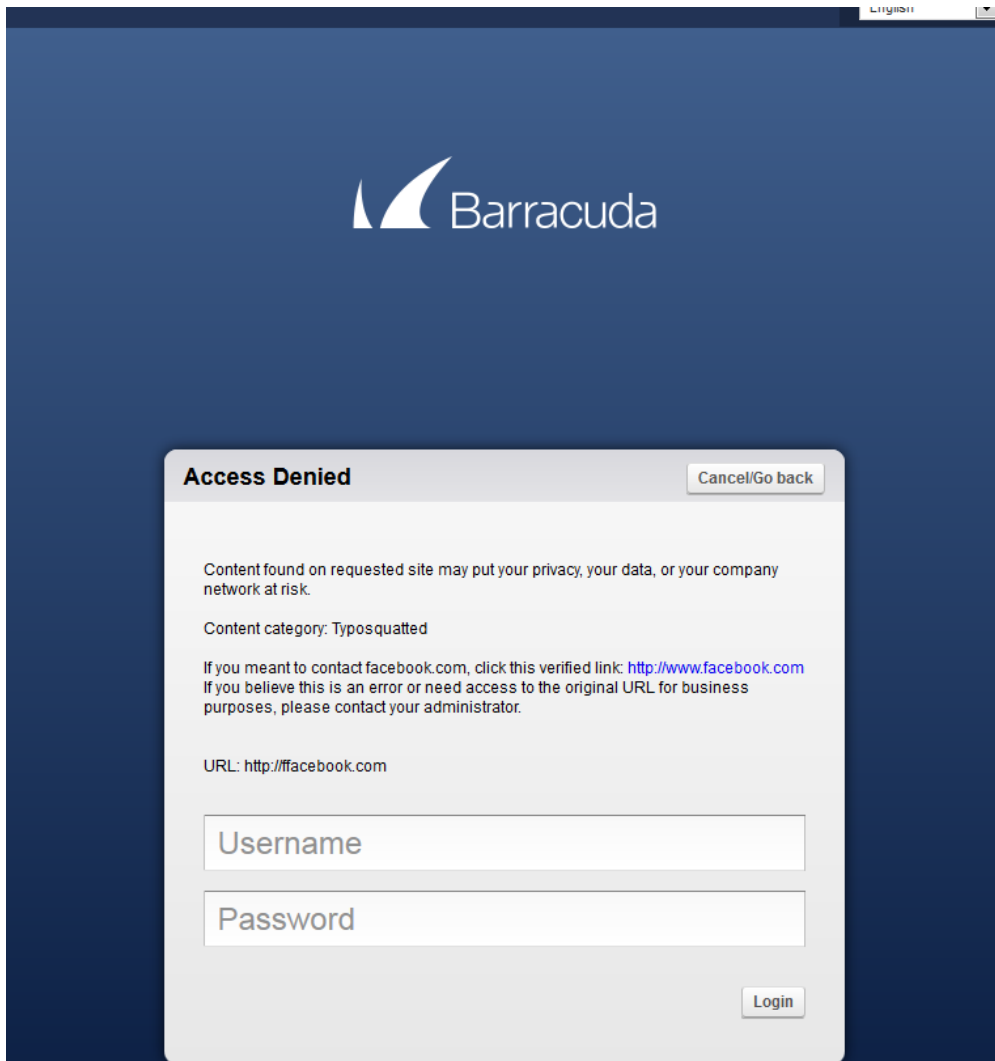 English
Barracuda
Access Denied
Cancel/Go back
Content found on requested site may put your privacy, your data, or your company
network at risk.
Content category: Typosquatted
If you meant to contact facebook.com, click this verified link: http://www.facebook.com
If you believe this is an error or need access to the original URL for business
purposes, please contact your administrator.
URL: http://ffacebook.com
Username
Password
Login